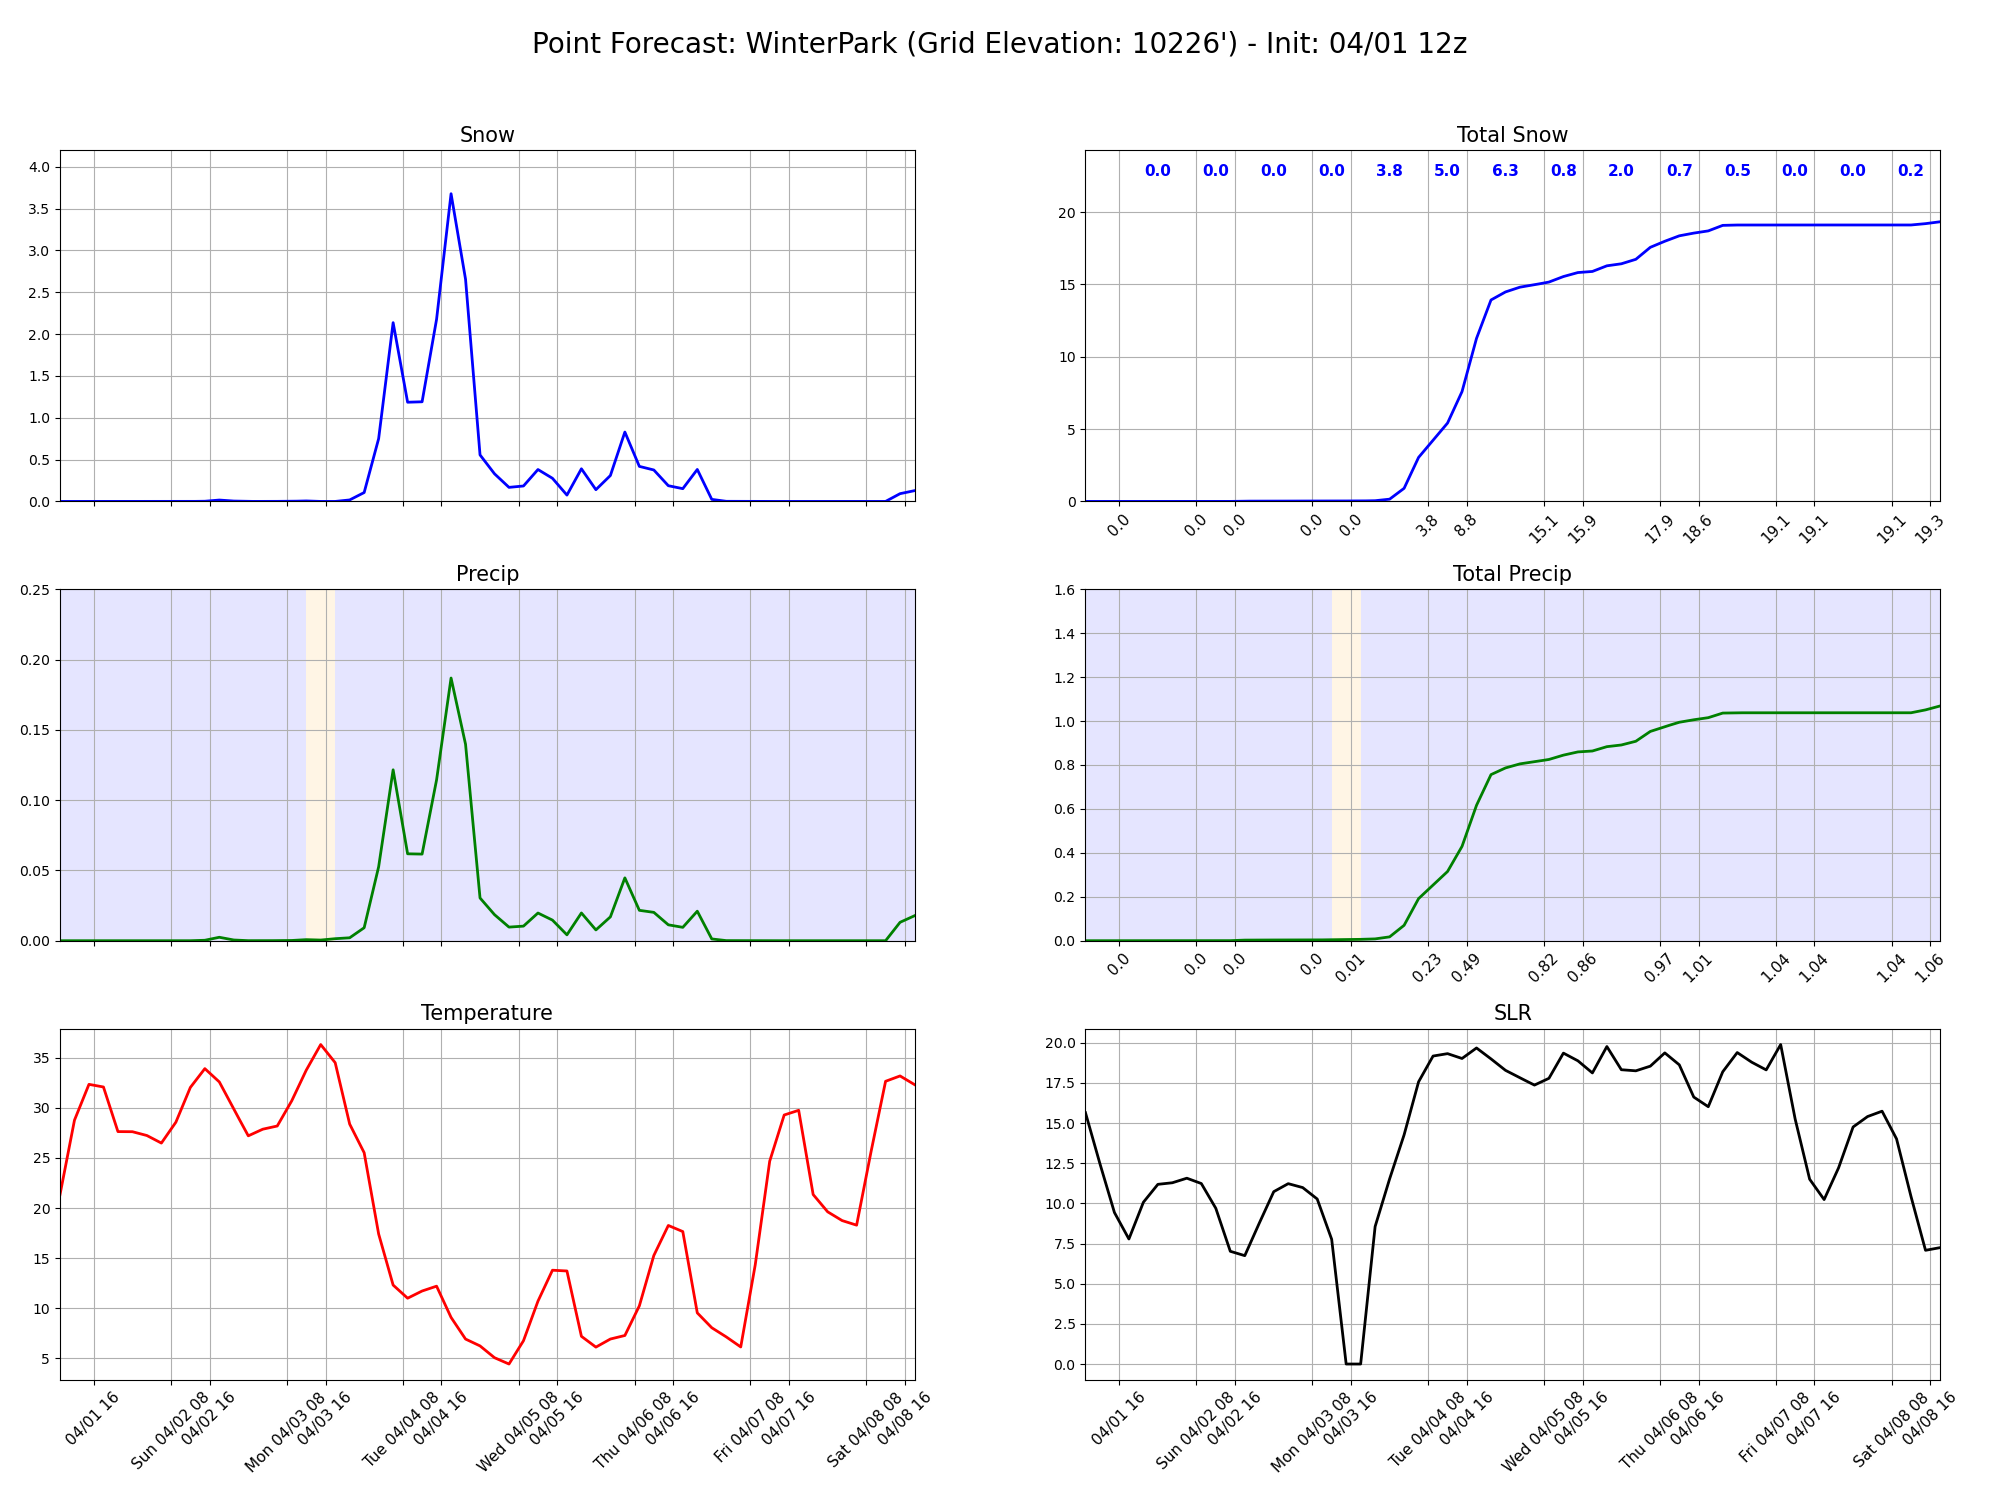 Point Forecast: WinterPark (Grid Elevation: 10226') - Init: 04/01 12z
Snow
4.0
3.5
3.0
2.5
2.0
1.5
1.0
0.5
0.0
Total Snow
0.0 0.0 0.0 0.0 3.8 5.0 6.3 0.8 2.0 0.7 0.5 0.0 0.0 0.2
20
15
10
5
0
0.0 0.0 0.0 0.0 0.0 3.8 8.8 15.1 15.9 17.9 18.6 19.1 19.1 19.1 19.3
Precip
0.25
0.20
0.15
0.10
0.05
0.00
Total Precip
1.6
1.4
1.2
1.0
0.8
0.6
0.4
0.2
0.0
0.0 0.0 0.0 0.0 0.01 0.23 0.49 0.82 0.86 0.97 1.01 1.04 1.04 1.04 1.06
Temperature
35
30
25
20
15
10
5
04/01 16
Sun 04/02 08
04/02 16
Mon 04/03 08
04/03 16
Tue 04/04 08
04/04 16
Wed 04/05 08
04/05 16
Thu 04/06 08
04/06 16
Fri 04/07 08
04/07 16
Sat 04/08 08
04/08 16
SLR
20.0
17.5
15.0
12.5
10.0
7.5
5.0
2.5
0.0
04/01 16
Sun 04/02 08
04/02 16
Mon 04/03 08
04/03 16
Tue 04/04 08
04/04 16
Wed 04/05 08
04/05 16
Thu 04/06 08
04/06 16
Fri 04/07 08
04/07 16
Sat 04/08 08
04/08 16